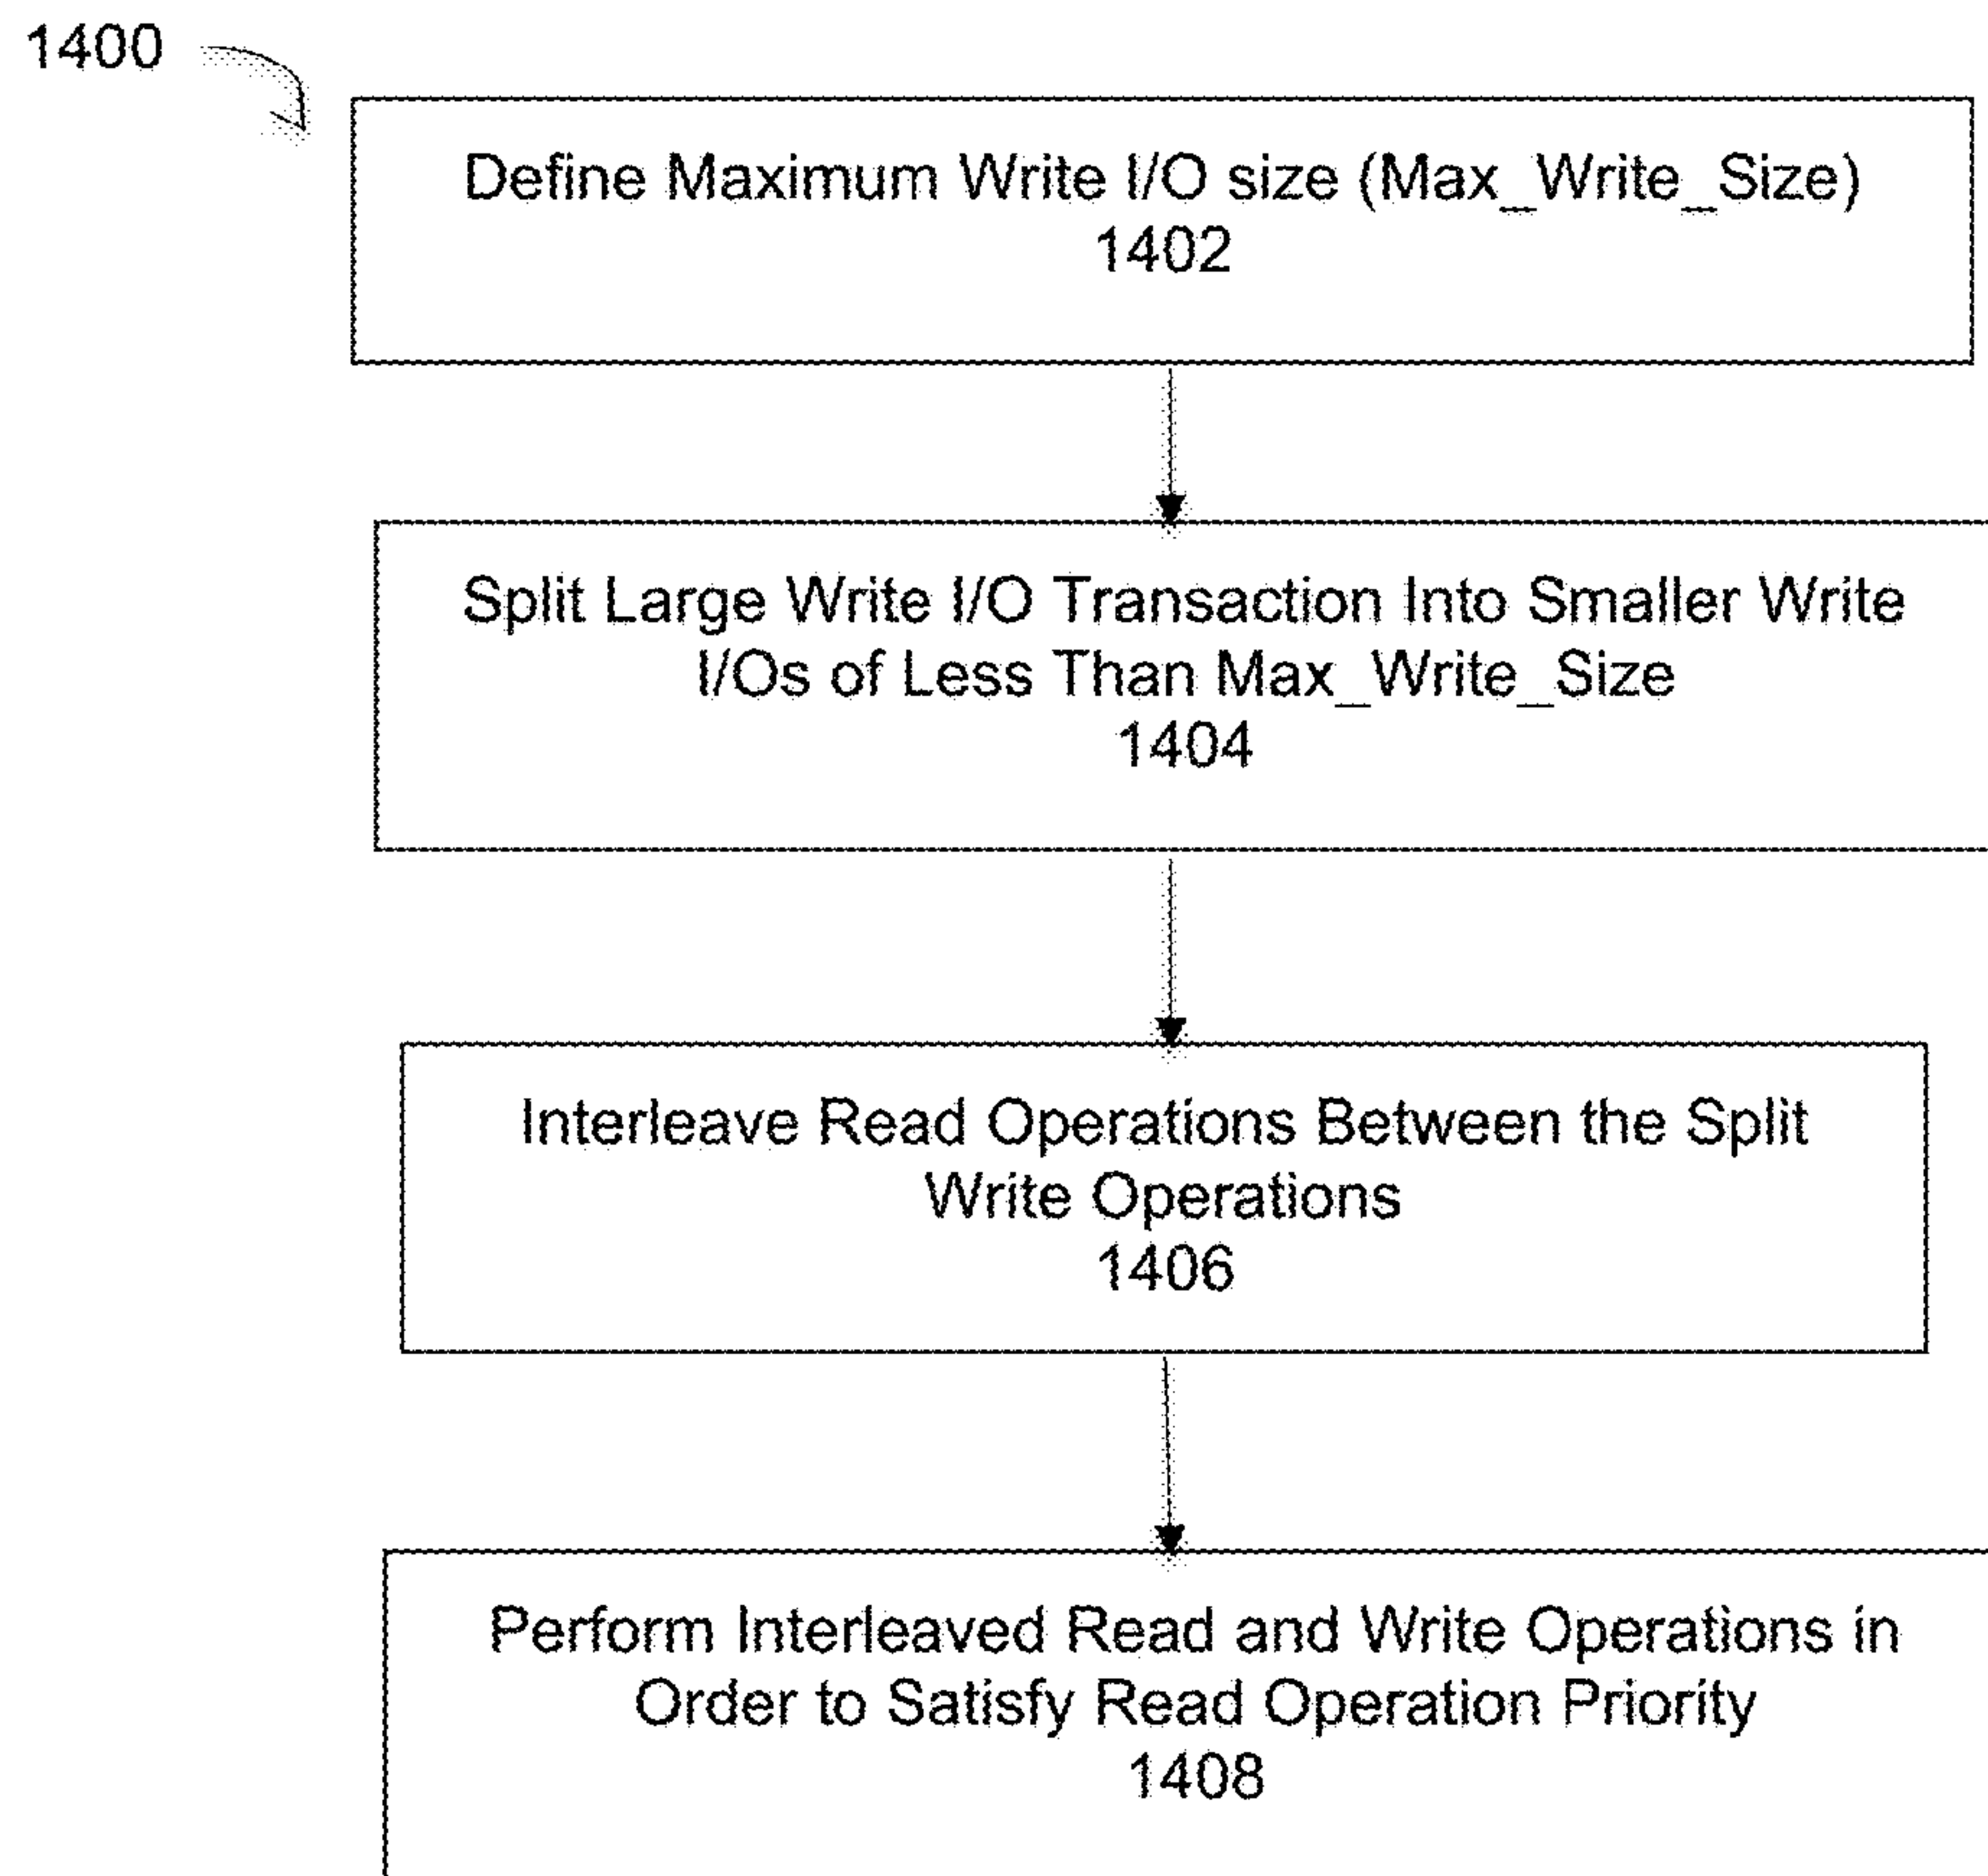 1400
Define Maximum Write I/O size (Max_Write_Size)
1402
Split Large Write I/O Transaction Into Smaller Write
I/Os of Less Than Max_Write_Size
1404
Interleave Read Operations Between the Split
Write Operations
1406
Perform Interleaved Read and Write Operations in
Order to Satisfy Read Operation Priority
1408